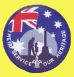 THEIR SERVICE - OUR HERITAGE